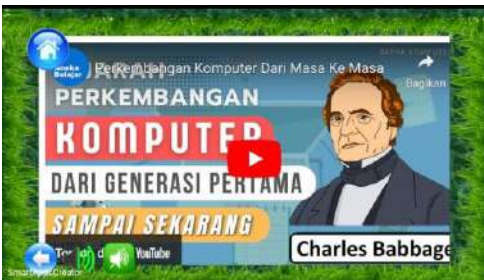 Perkembangan Komputer Dari Masa Ke Masa
Bagikan
PERKEMBANGAN
KOMPUTER
DARI GENERASI PERTAMA
SAMPAI SEKARANG
YouTube
Charles Babbage